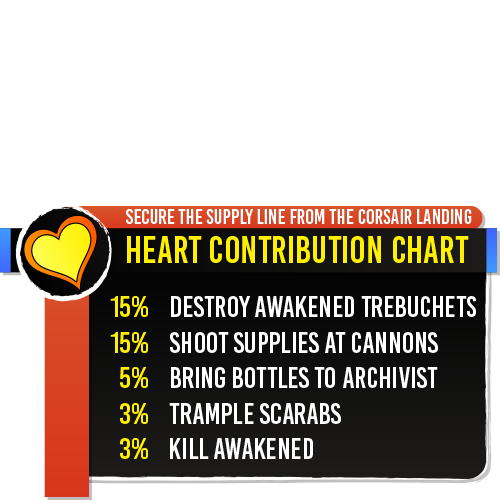 SECURE THE SUPPLY LINE FROM THE CORSAIR LANDING
HEART CONTRIBUTION CHART
15% DESTROY AWAKENED TREBUCHETS
15% SHOOT SUPPLIES AT CANNONS
5% BRING BOTTLES TO ARCHIVIST
3% TRAMPLE SCARABS
3% KILL AWAKENED